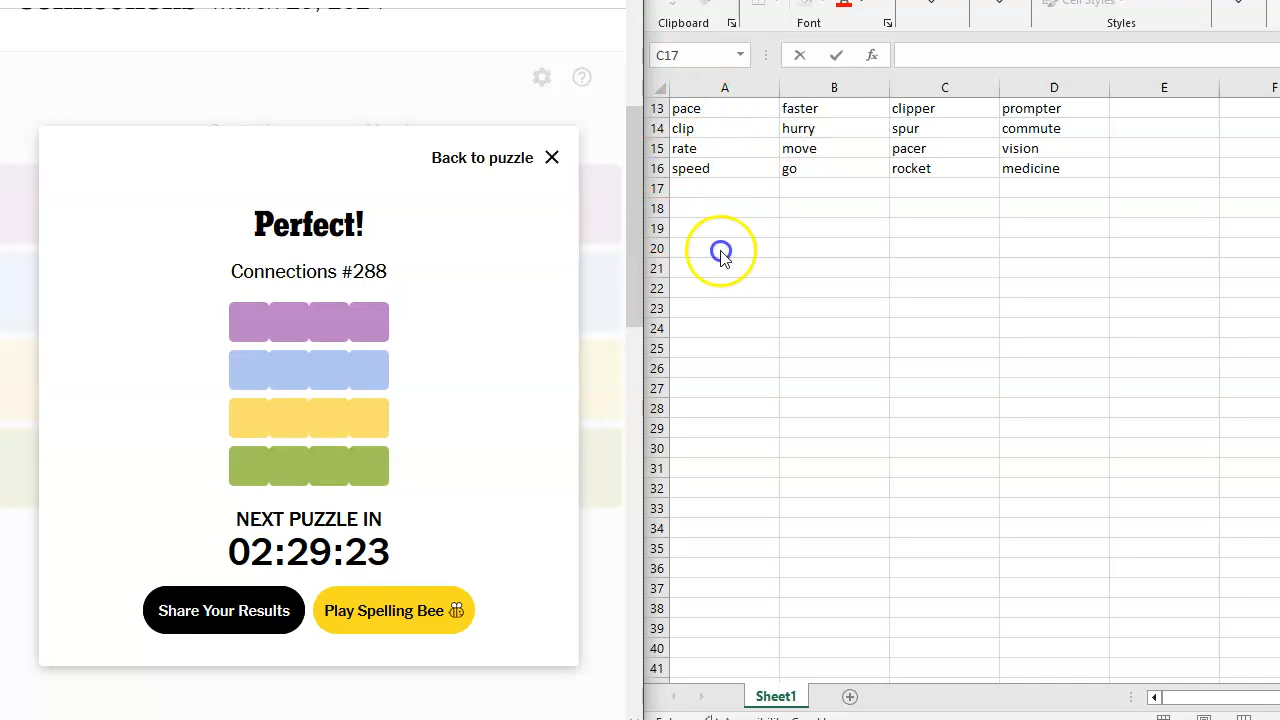 Back to puzzle
Perfect!
Connections #288
NEXT PUZZLE IN
02:29:23
Share Your Results
Play Spelling Bee
Clipboard
Font
Styles
C17
A B C D E F
13 pace faster clipper prompter
14 clip hurry spur commute
15 rate move pacer vision
16 speed go rocket medicine
17
18
19
20
21
22
23
24
25
26
27
28
29
30
31
32
33
34
35
36
37
38
39
40
41
Sheet1